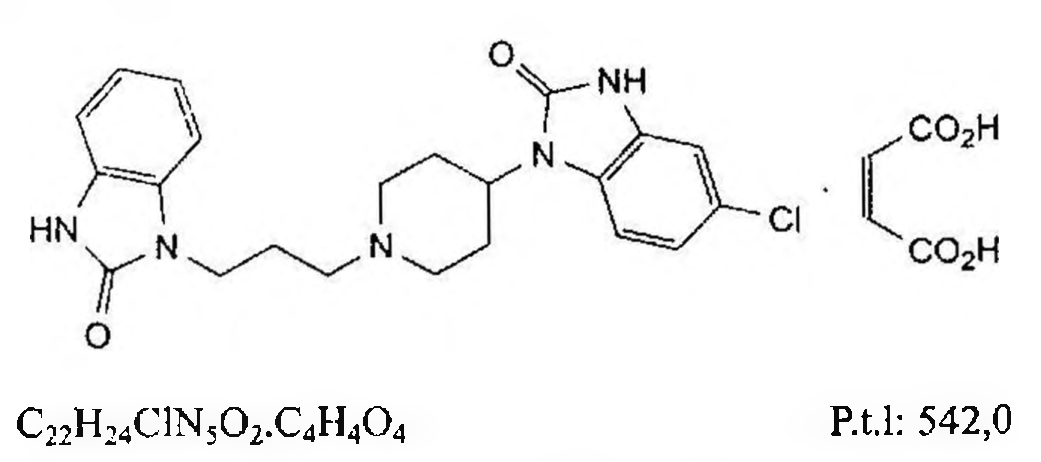 O
NH
N
Cl
CO₂H
CO₂H
HN
N
N
O
C₂₂H₂₄ClN₅O₂.C₄H₄O₄
P.t.l: 542,0